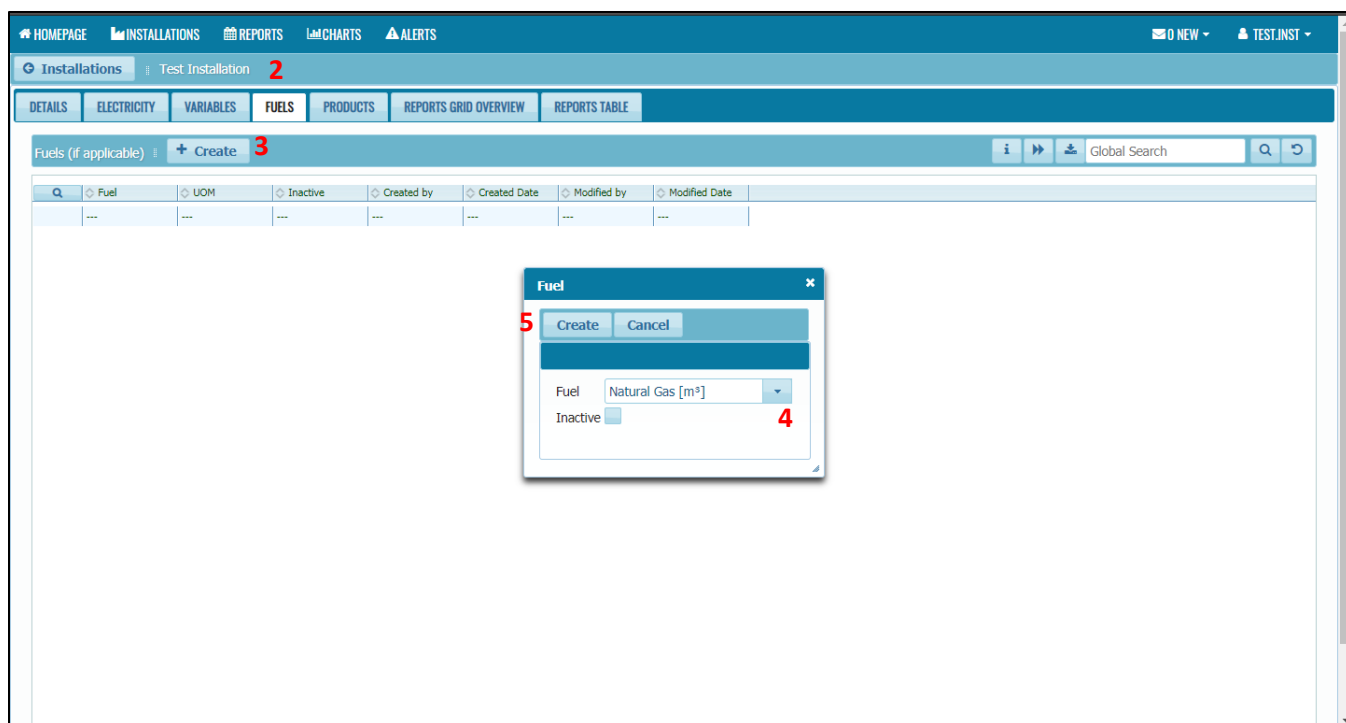 HOMEPAGE INSTALLATIONS REPORTS CHARTS ALERTS 0 NEW TEST.INST
Installations Test Installation 2
DETAILS ELECTRICITY VARIABLES FUELS PRODUCTS REPORTS GRID OVERVIEW REPORTS TABLE
Fuels (if applicable) + Create 3 i Global Search
Fuel UOM Inactive Created by Created Date Modified by Modified Date
--- --- --- --- --- --- ---
Fuel
5 Create Cancel
Fuel Natural Gas [m³]
Inactive 4